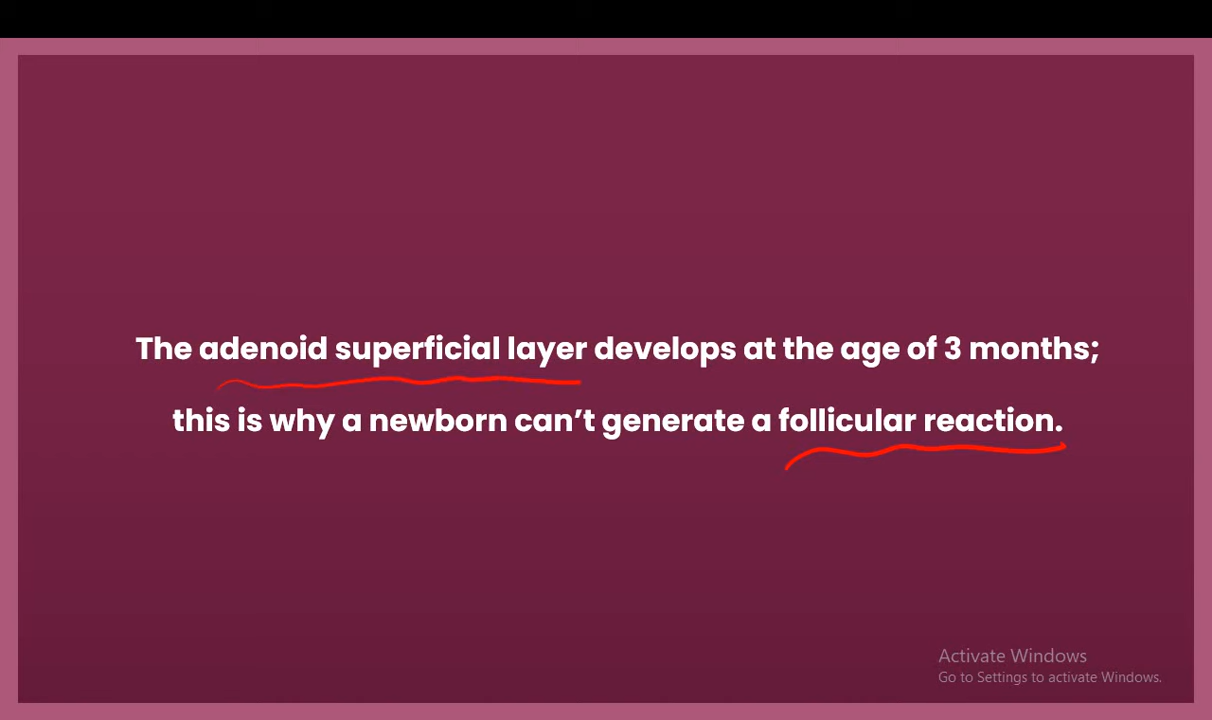 The adenoid superficial layer develops at the age of 3 months;
this is why a newborn can’t generate a follicular reaction.
Activate Windows
Go to Settings to activate Windows.